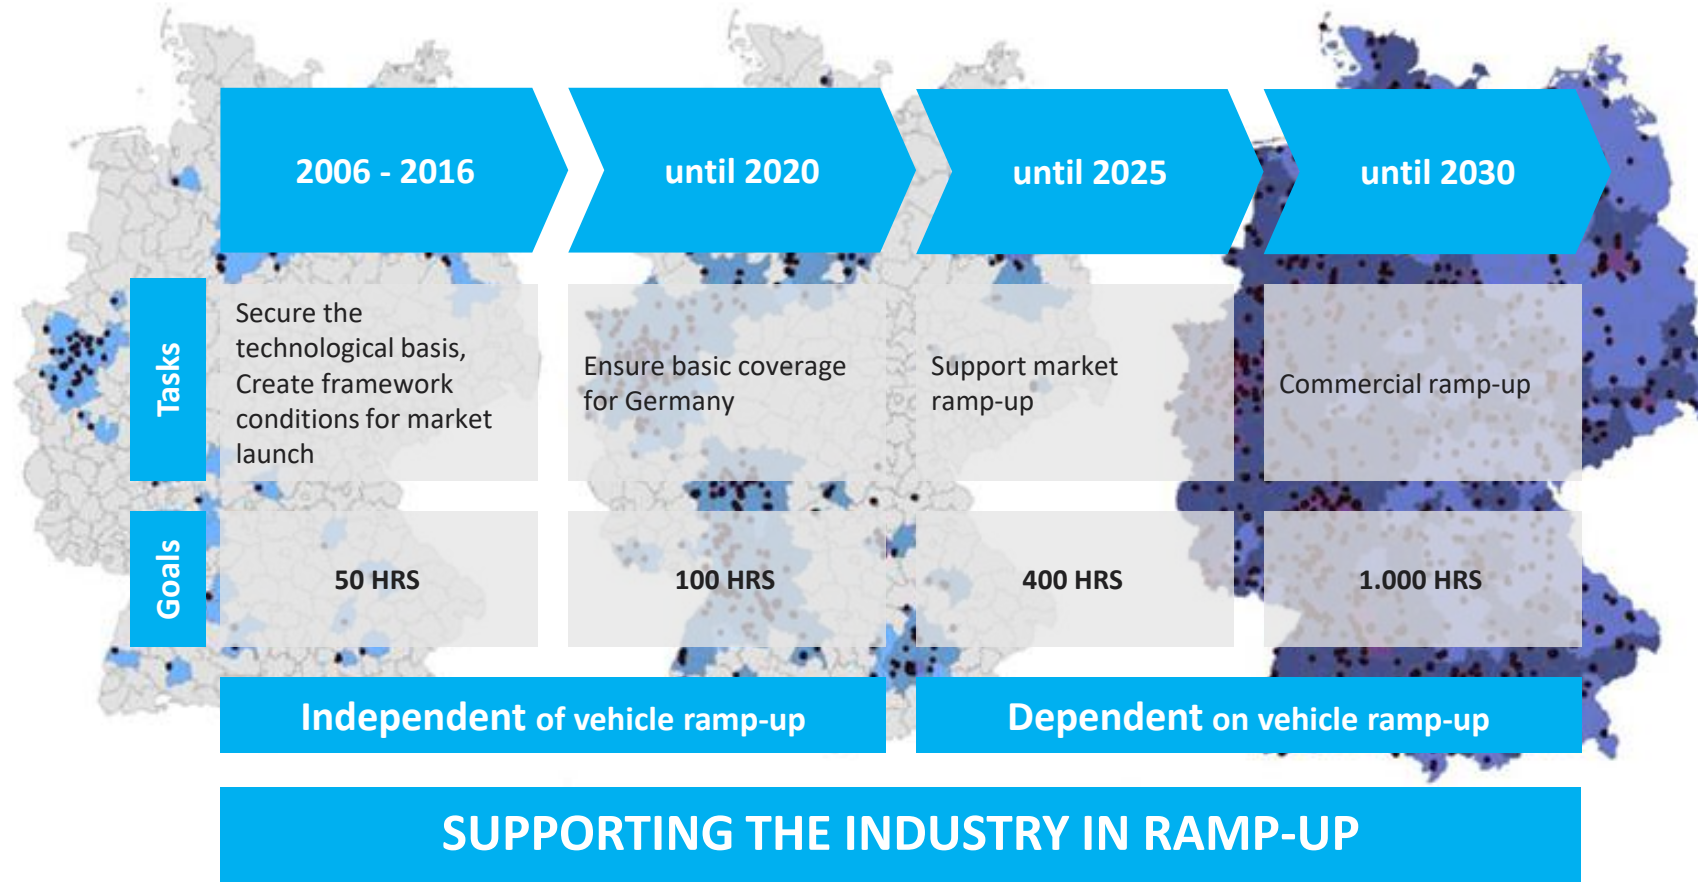 2006 - 2016
until 2020
until 2025
until 2030
Tasks
Secure the
technological basis,
Create framework
conditions for market
launch
Ensure basic coverage
for Germany
Support market
ramp-up
Commercial ramp-up
Goals
50 HRS
100 HRS
400 HRS
1.000 HRS
Independent of vehicle ramp-up
Dependent on vehicle ramp-up
SUPPORTING THE INDUSTRY IN RAMP-UP